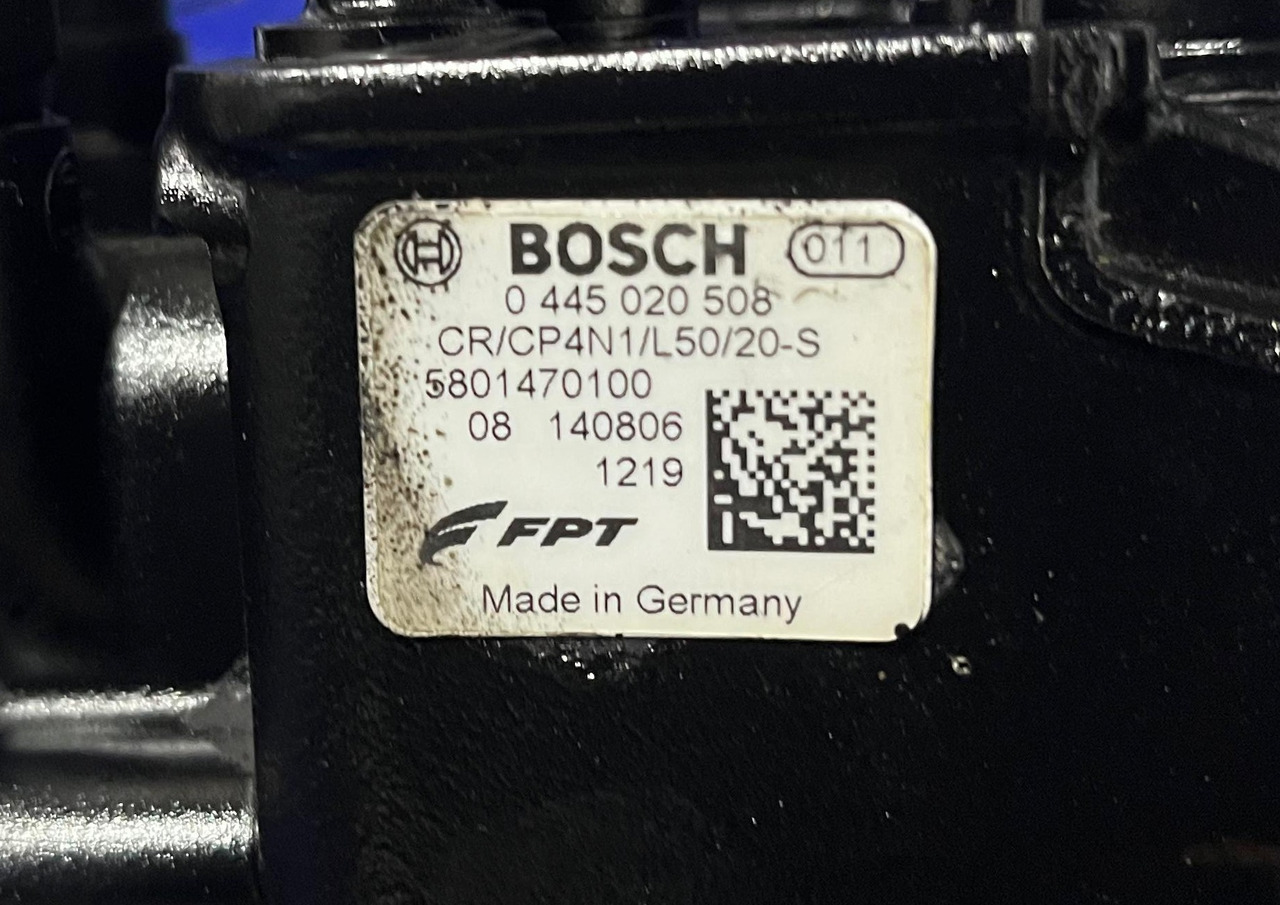 BOSCH 011
0 445 020 508
CR/CP4N1/L50/20-S
5801470100
08 140806
1219
FPT
Made in Germany